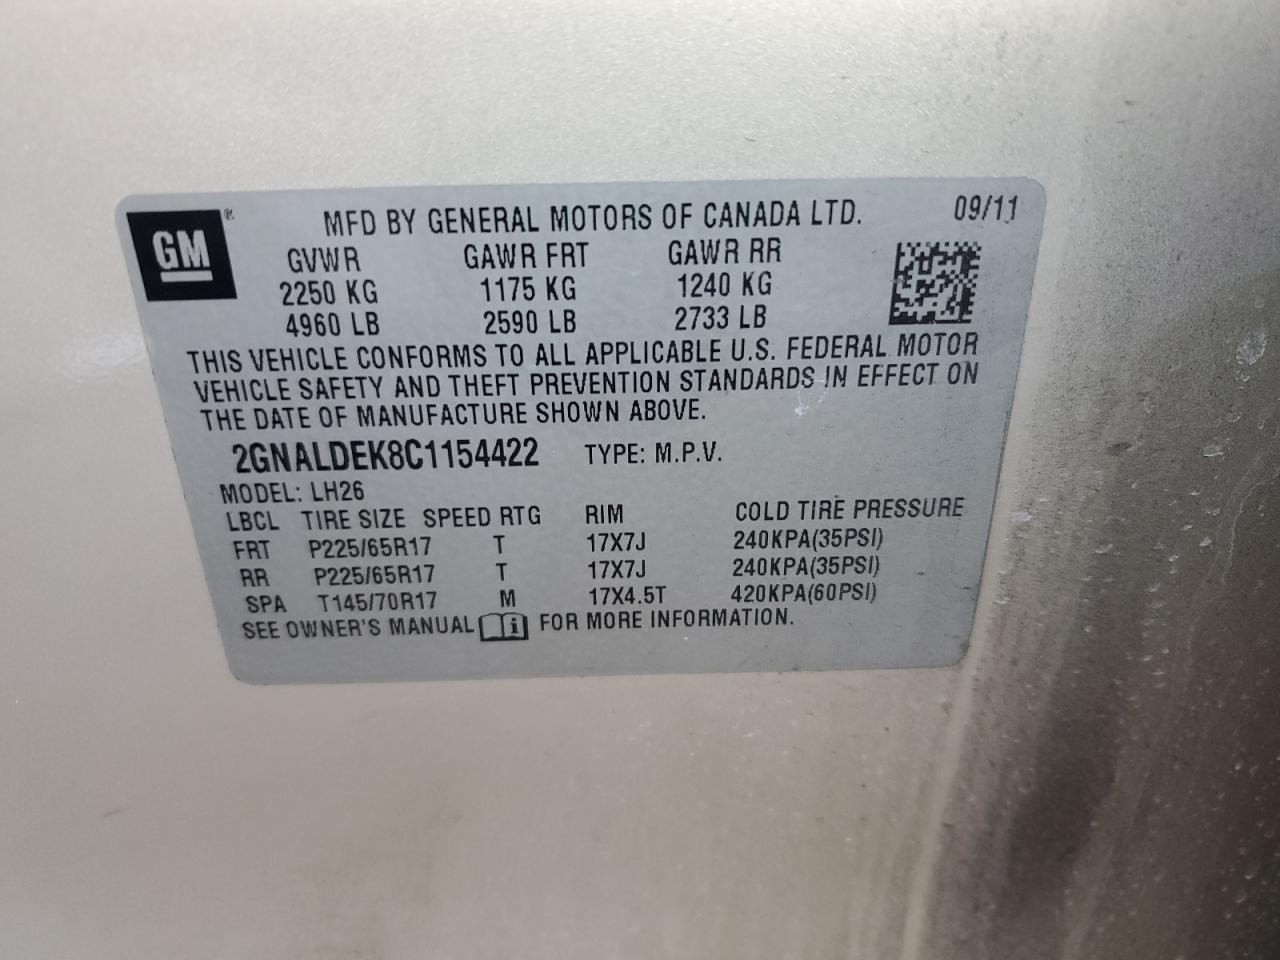 GM® MFD BY GENERAL MOTORS OF CANADA LTD. 09/11
GVWR GAWR FRT GAWR RR
2250 KG 1175 KG 1240 KG
4960 LB 2590 LB 2733 LB
THIS VEHICLE CONFORMS TO ALL APPLICABLE U.S. FEDERAL MOTOR
VEHICLE SAFETY AND THEFT PREVENTION STANDARDS IN EFFECT ON
THE DATE OF MANUFACTURE SHOWN ABOVE.
2GNALDEK8C1154422 TYPE: M.P.V.
MODEL: LH26
LBCL TIRE SIZE SPEED RTG RIM COLD TIRE PRESSURE
FRT P225/65R17 T 17X7J 240KPA(35PSI)
RR P225/65R17 T 17X7J 240KPA(35PSI)
SPA T145/70R17 M 17X4.5T 420KPA(60PSI)
SEE OWNER'S MANUAL i FOR MORE INFORMATION.